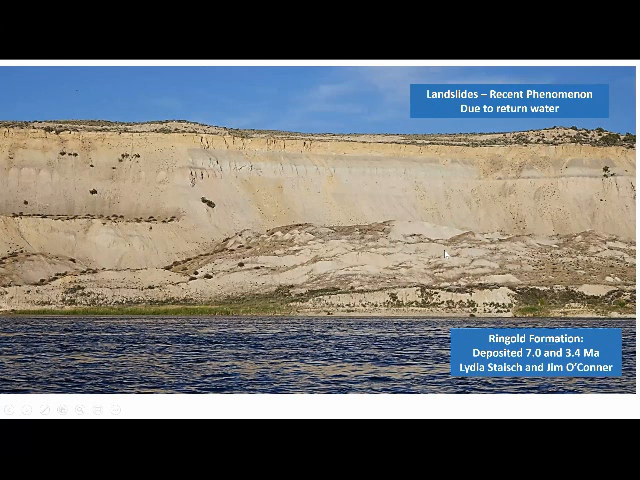 Landslides – Recent Phenomenon
Due to return water
Ringold Formation:
Deposited 7.0 and 3.4 Ma
Lydia Staisch and Jim O'Conner